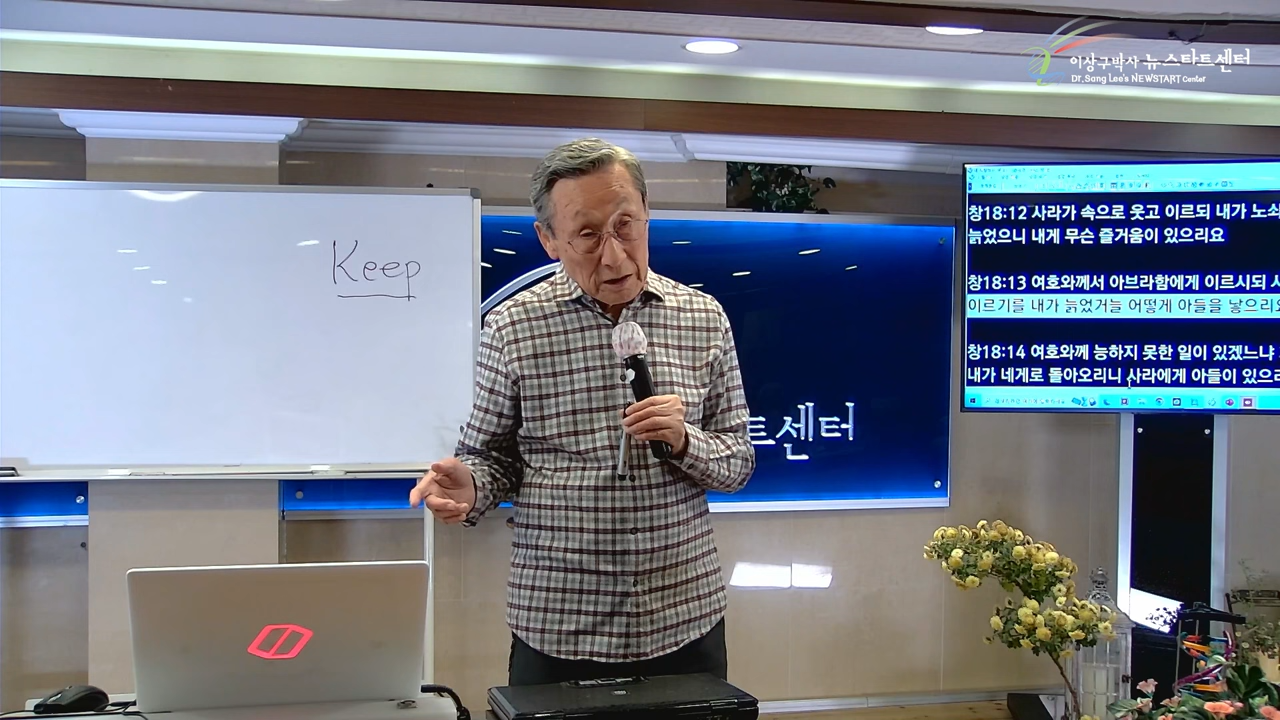 이상구박사 뉴스타트센터
Dr. Sang Lee's NEWSTART Center
Keep
창18:12 사라가 속으로 웃고 이르되 내가 노쇠
늙었으니 내게 무슨 즐거움이 있으리요
창18:13 여호와께서 아브라함에게 이르시되
이르기를 내가 늙었거늘 어떻게 아들을 낳으리요
창18:14 여호와께 능하지 못한 일이 있겠느냐
내가 네게로 돌아오리니 사라에게 아들이 있으리
트센터